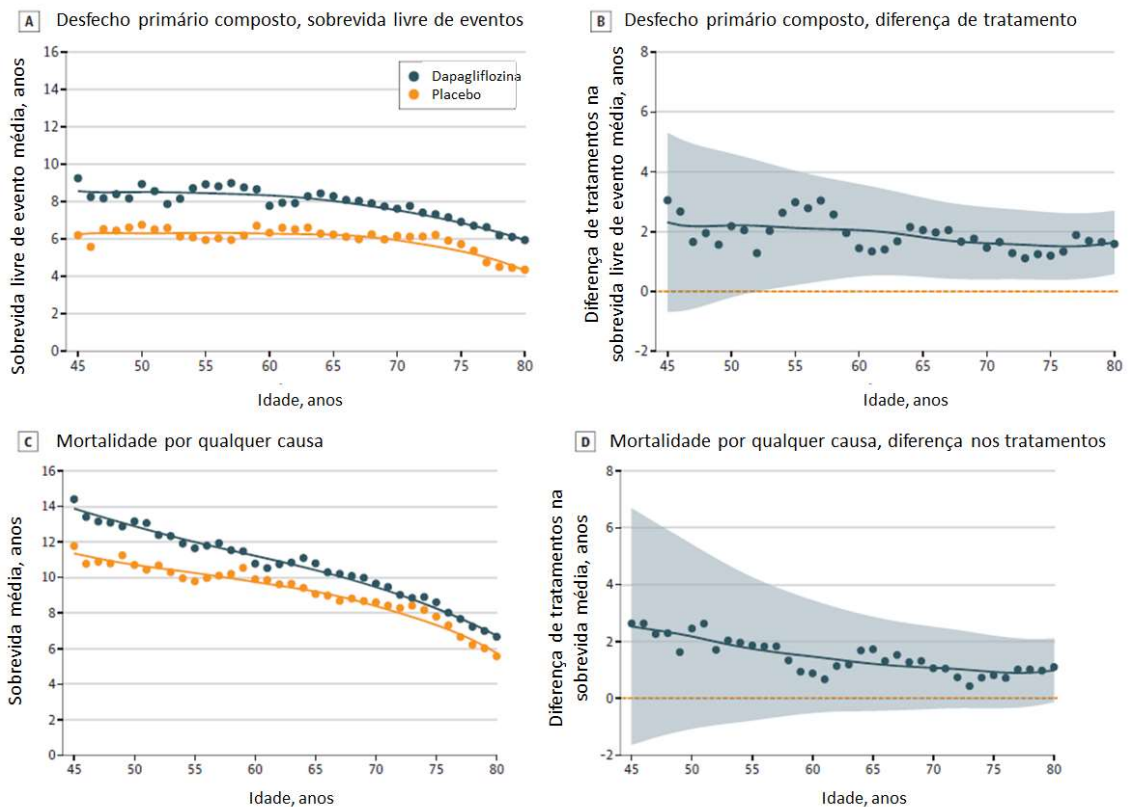 A Desfecho primário composto, sobrevida livre de eventos
Sobrevida livre de evento média, anos
16
14
12
10
8
6
4
2
0
Dapagliflozina
Placebo
45 50 55 60 65 70 75 80
Idade, anos
B Desfecho primário composto, diferença de tratamento
Diferença de tratamentos na
sobrevida livre de evento média, anos
8
6
4
2
0
-2
45 50 55 60 65 70 75 80
Idade, anos
C Mortalidade por qualquer causa
Sobrevida média, anos
16
14
12
10
8
6
4
2
0
45 50 55 60 65 70 75 80
Idade, anos
D Mortalidade por qualquer causa, diferença nos tratamentos
Diferença de tratamentos na
sobrevida média, anos
8
6
4
2
0
-2
45 50 55 60 65 70 75 80
Idade, anos